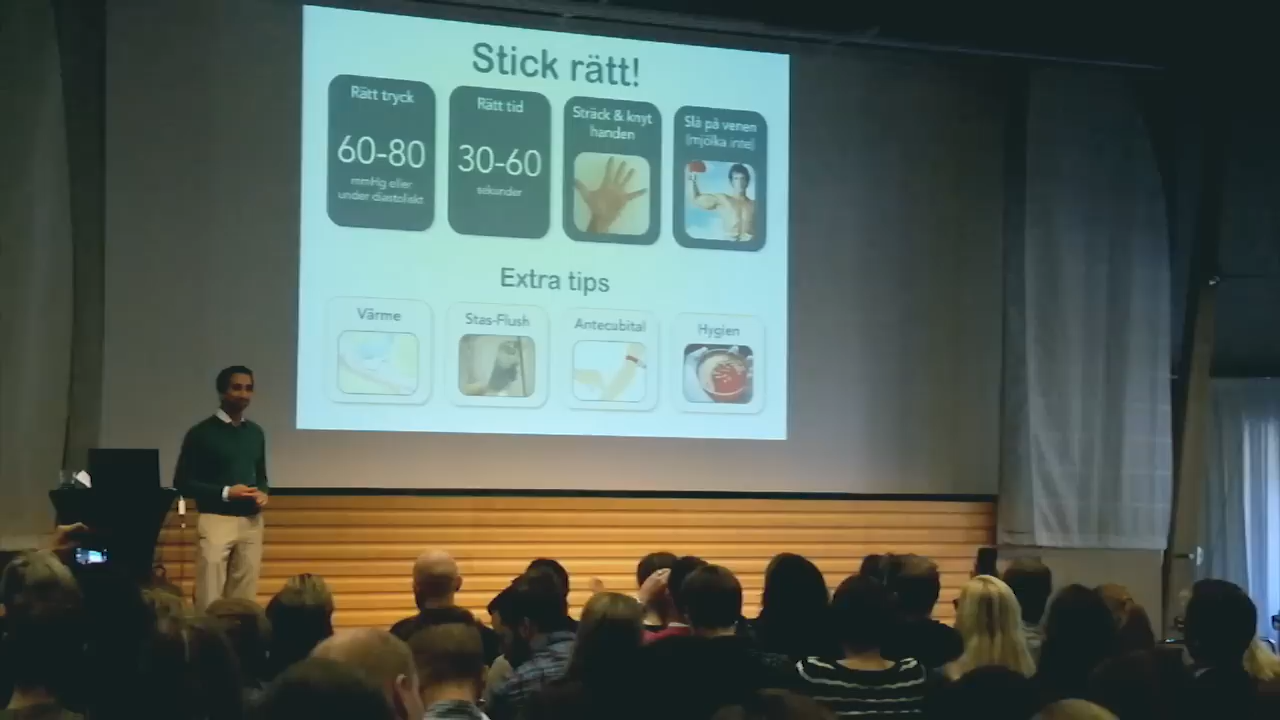 Stick rätt!
Rätt tryck
60-80
mmHg eller
under diastoliskt
Rätt tid
30-60
sekunder
Sträck & knyt
handen
Slå på venen
(mjölka inte)
Extra tips
Värme
Stas-Flush
Antecubital
Hygien